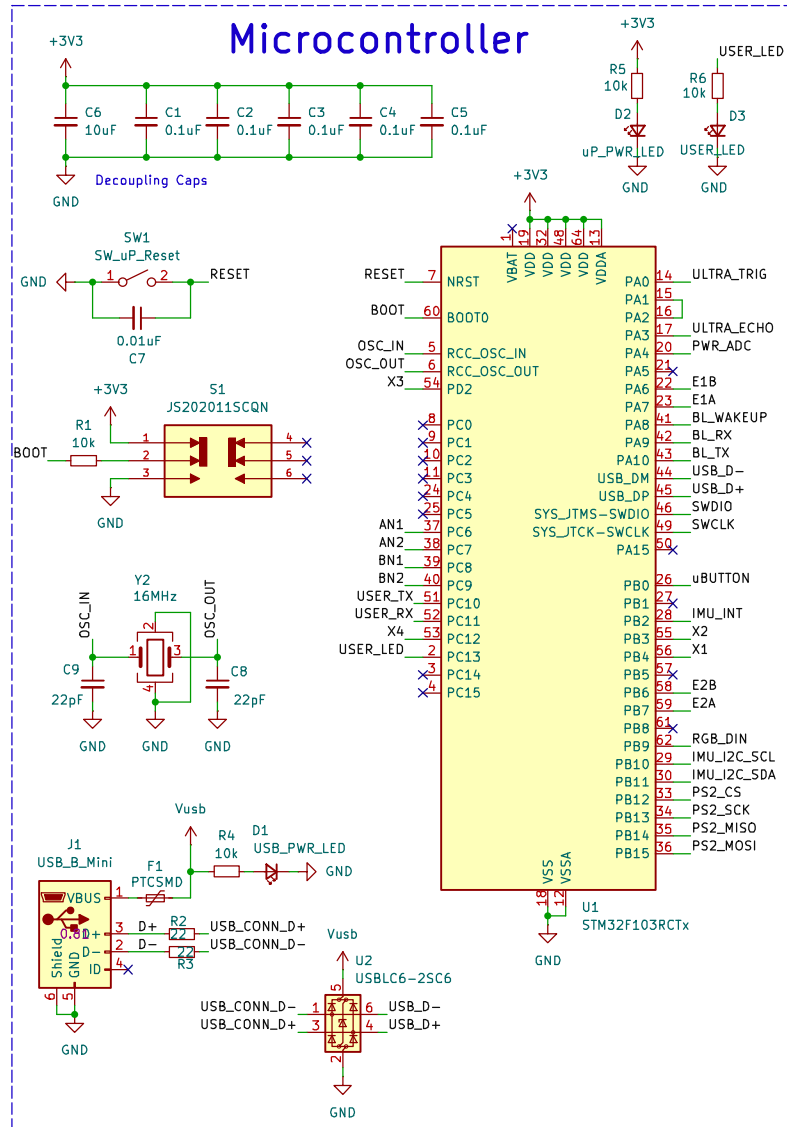 Microcontroller
+3V3
C6
10uF
C1
0.1uF
C2
0.1uF
C3
0.1uF
C4
0.1uF
C5
0.1uF
GND
Decoupling Caps
+3V3
R5
10k
D2
uP_PWR_LED
GND
USER_LED
R6
10k
D3
USER_LED
GND
SW1
SW_uP_Reset
GND
1
2
RESET
0.01uF
C7
+3V3
S1
JS202011SCQN
R1
10k
BOOT
1
2
3
4
5
6
GND
Y2
16MHz
OSC_IN
OSC_OUT
1
2
3
4
C9
22pF
C8
22pF
GND
GND
GND
Vusb
R4
10k
D1
USB_PWR_LED
GND
J1
USB_B_Mini
F1
PTCSMD
VBUS
1
D+
3
D-
2
ID
4
Shield
GND
6
5
GND
D+
R2
22
USB_CONN_D+
D-
22
R3
USB_CONN_D-
Vusb
U2
USBLC6-2SC6
5
USB_CONN_D-
1
6
USB_D-
USB_CONN_D+
3
4
USB_D+
2
GND
+3V3
1
19
32
48
64
13
VBAT
VDD
VDD
VDD
VDD
VDDA
RESET
7
NRST
BOOT
60
BOOT0
OSC_IN
5
RCC_OSC_IN
OSC_OUT
6
RCC_OSC_OUT
X3
54
PD2
8
PC0
9
PC1
10
PC2
11
PC3
24
PC4
25
PC5
AN1
37
PC6
AN2
38
PC7
BN1
39
PC8
BN2
40
PC9
USER_TX
51
PC10
USER_RX
52
PC11
X4
53
PC12
USER_LED
2
PC13
3
PC14
4
PC15
PA0
14
ULTRA_TRIG
PA1
15
PA2
16
PA3
17
ULTRA_ECHO
PA4
20
PWR_ADC
PA5
21
PA6
22
E1B
PA7
23
E1A
PA8
41
BL_WAKEUP
PA9
42
BL_RX
PA10
43
BL_TX
USB_DM
44
USB_D-
USB_DP
45
USB_D+
SYS_JTMS-SWDIO
46
SWDIO
SYS_JTCK-SWCLK
49
SWCLK
PA15
50
PB0
26
uBUTTON
PB1
27
PB2
28
IMU_INT
PB3
55
X2
PB4
56
X1
PB5
57
PB6
58
E2B
PB7
59
E2A
PB8
61
PB9
62
RGB_DIN
PB10
29
IMU_I2C_SCL
PB11
30
IMU_I2C_SDA
PB12
33
PS2_CS
PB13
34
PS2_SCK
PB14
35
PS2_MISO
PB15
36
PS2_MOSI
VSS
VSSA
18
12
U1
STM32F103RCTx
GND